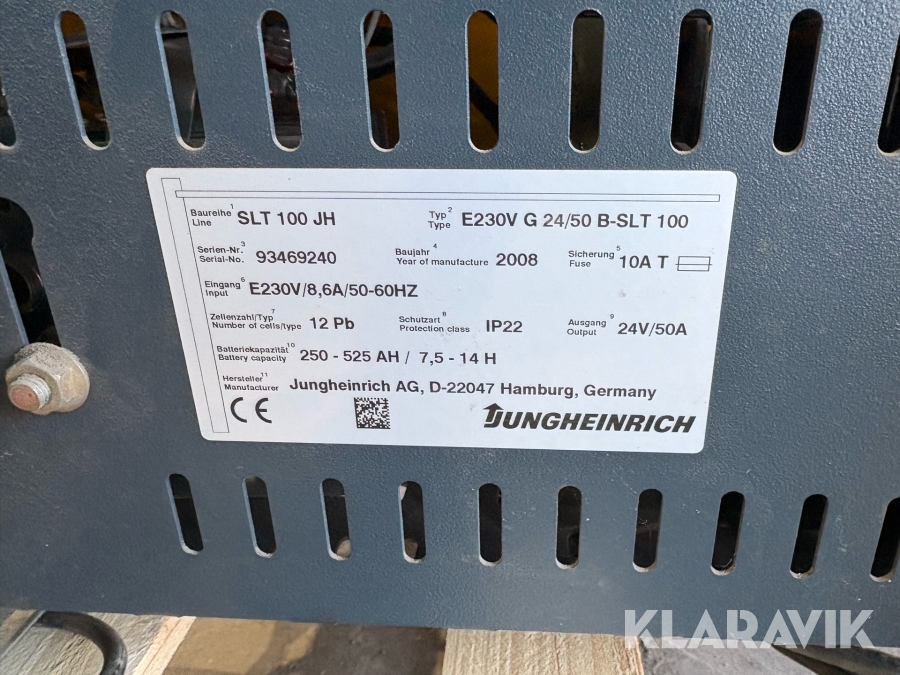 Baureihe 1 Line SLT 100 JH Typ 2 Type E230V G 24/50 B-SLT 100
Serien-Nr. 3 Serial-No. 93469240 Baujahr 4 Year of manufacture 2008 Sicherung 5 Fuse 10A T
Eingang 6 Input E230V/8,6A/50-60HZ
Zellenzahl/Typ 7 Number of cells/type 12 Pb Schutzart 8 Protection class IP22 Ausgang 9 Output 24V/50A
Batteriekapazität 10 Battery capacity 250 - 525 AH / 7,5 - 14 H
Hersteller 11 Manufacturer Jungheinrich AG, D-22047 Hamburg, Germany
CE JUNGHEINRICH
KLARAVIK